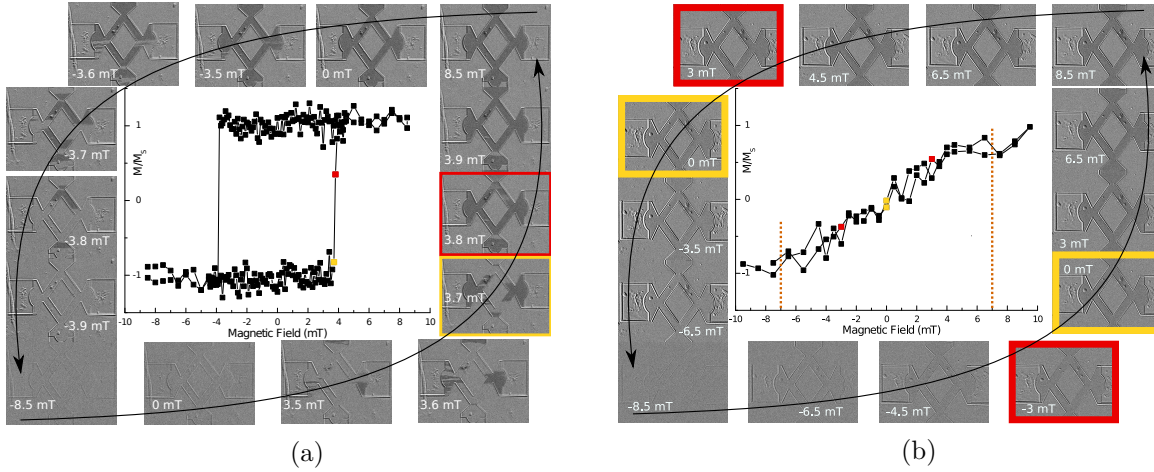 -3.6 mT
-3.5 mT
0 mT
8.5 mT
-3.7 mT
3.9 mT
-3.8 mT
3.8 mT
-3.9 mT
3.7 mT
-8.5 mT
0 mT
3.5 mT
3.6 mT
1
0
-1
M/MS
-10 -8 -6 -4 -2 0 2 4 6 8 10
Magnetic Field (mT)
(a)
3 mT
4.5 mT
6.5 mT
8.5 mT
0 mT
6.5 mT
-3.5 mT
3 mT
0 mT
-6.5 mT
-8.5 mT
-6.5 mT
-4.5 mT
-3 mT
1
0
-1
M/MS
-10 -8 -6 -4 -2 0 2 4 6 8 10
Magnetic Field (mT)
(b)